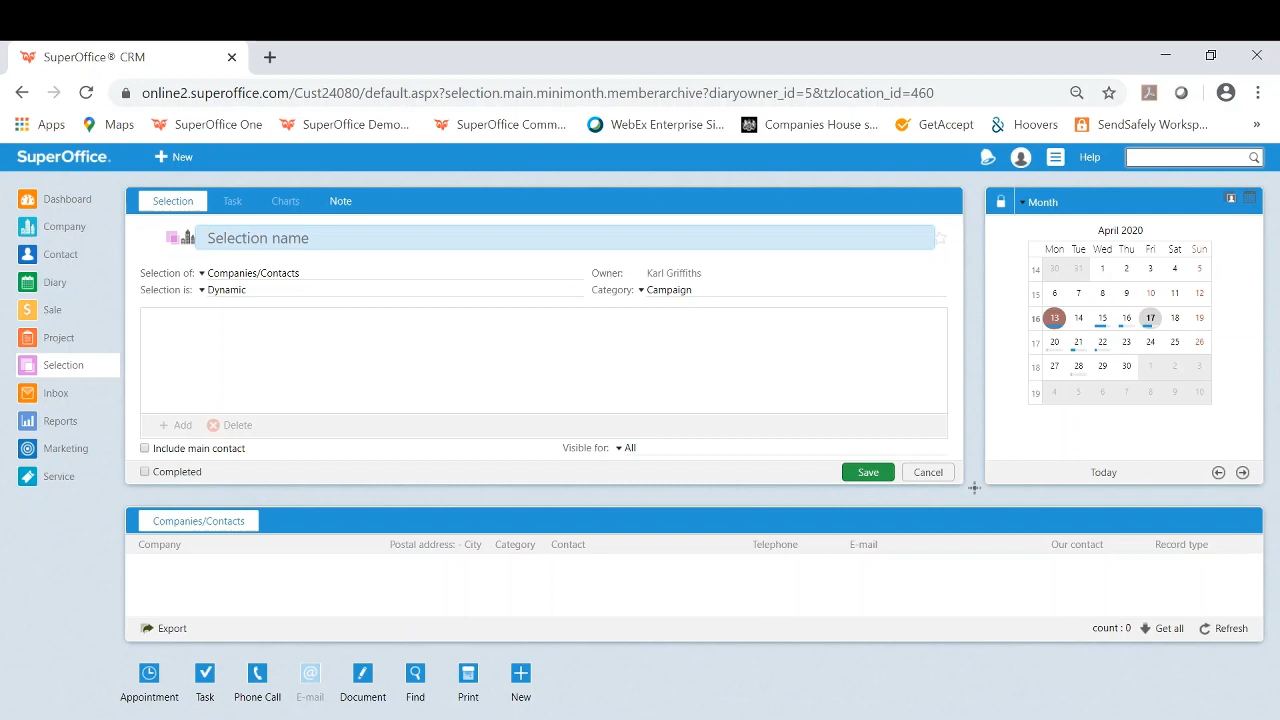 SuperOffice® CRM
online2.superoffice.com/Cust24080/default.aspx?selection.main.minimonth.memberarchive?diaryowner_id=5&tzlocation_id=460
Apps Maps SuperOffice One SuperOffice Demo... SuperOffice Comm... WebEx Enterprise Si... Companies House s... GetAccept Hoovers SendSafely Worksp... »
SuperOffice. New Help
Dashboard
Company
Contact
Diary
Sale
Project
Selection
Inbox
Reports
Marketing
Service
Selection Task Charts Note
Selection name
Selection of: Companies/Contacts Owner: Karl Griffiths
Selection is: Dynamic Category: Campaign
Add Delete
Include main contact Visible for: All
Completed Save Cancel
Month
April 2020
Mon Tue Wed Thu Fri Sat Sun
14 30 31 1 2 3 4 5
15 6 7 8 9 10 11 12
16 13 14 15 16 17 18 19
17 20 21 22 23 24 25 26
18 27 28 29 30 1 2 3
19 4 5 6 7 8 9 10
Today
Companies/Contacts
Company Postal address: - City Category Contact Telephone E-mail Our contact Record type
Export count : 0 Get all Refresh
Appointment Task Phone Call E-mail Document Find Print New